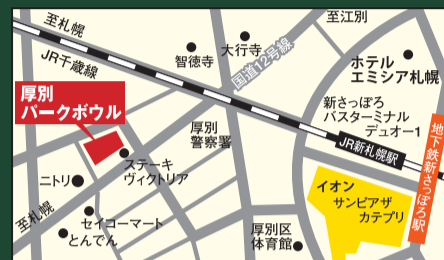 至札幌
JR千歳線
智徳寺
大行寺
国道12号線
至江別
ホテル
エミシア札幌
厚別
パークボウル
新さっぽろ
バスターミナル
デュオー1
厚別
警察署
JR新札幌駅
地下鉄新さっぽろ駅
ステーキ
ヴィクトリア
ニトリ
至札幌
セイコーマート
とんでん
イオン
サンピアザ
カテプリ
厚別区
体育館